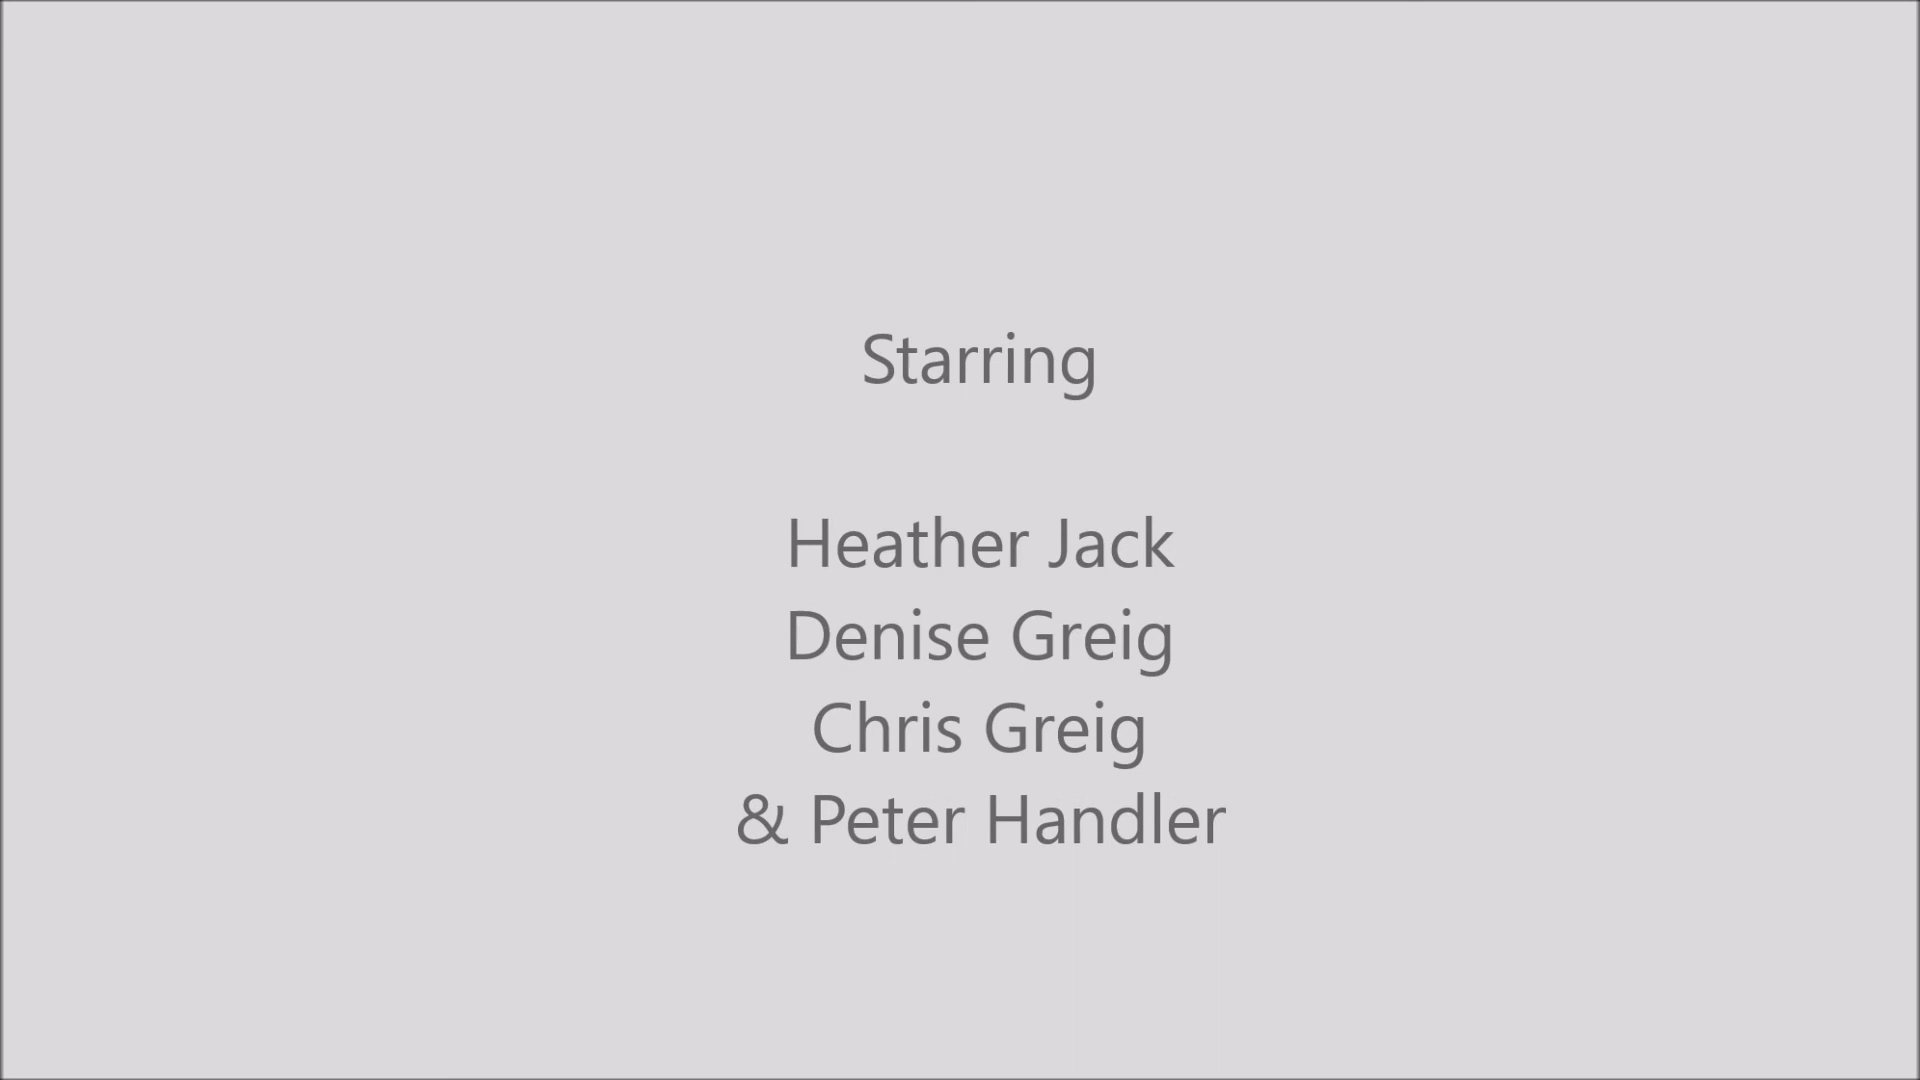 Starring
Heather Jack
Denise Greig
Chris Greig
& Peter Handler